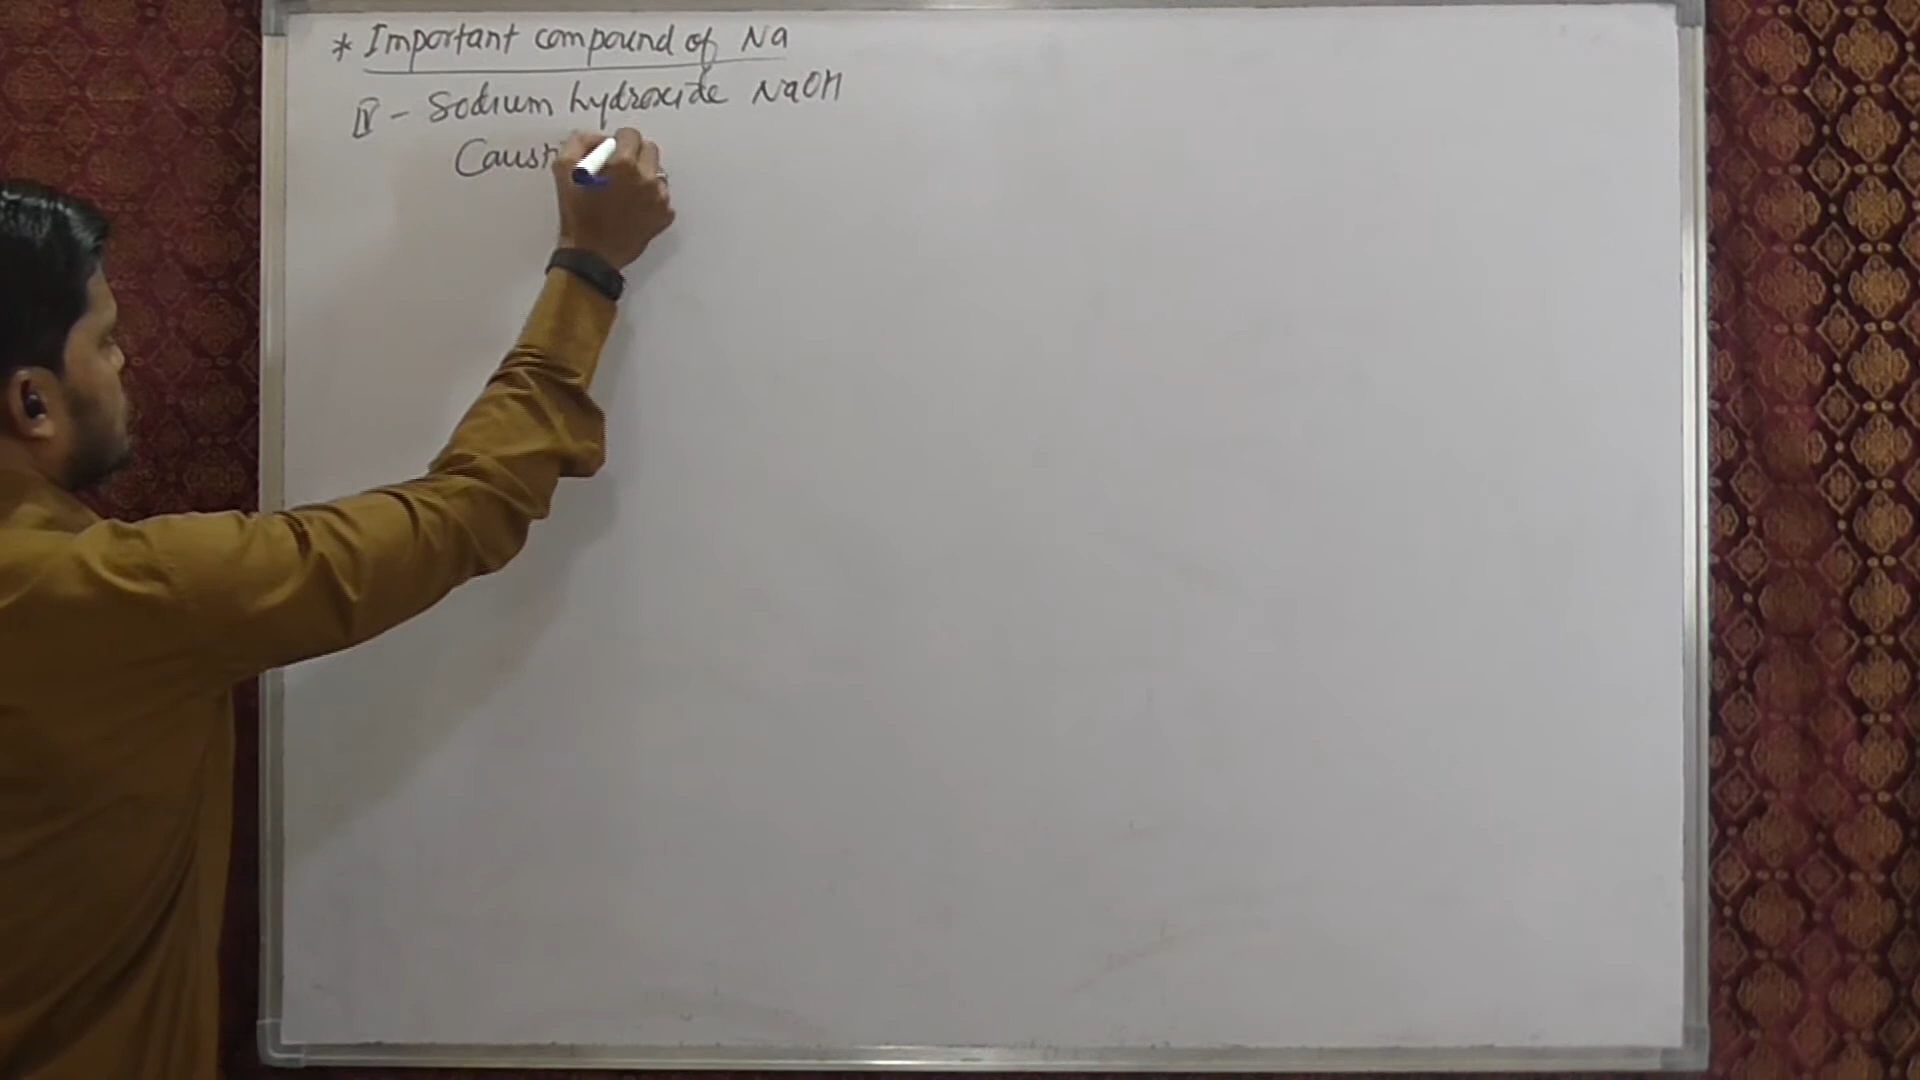 * Important compound of Na
IV - Sodium hydroxide NaOH
Caust